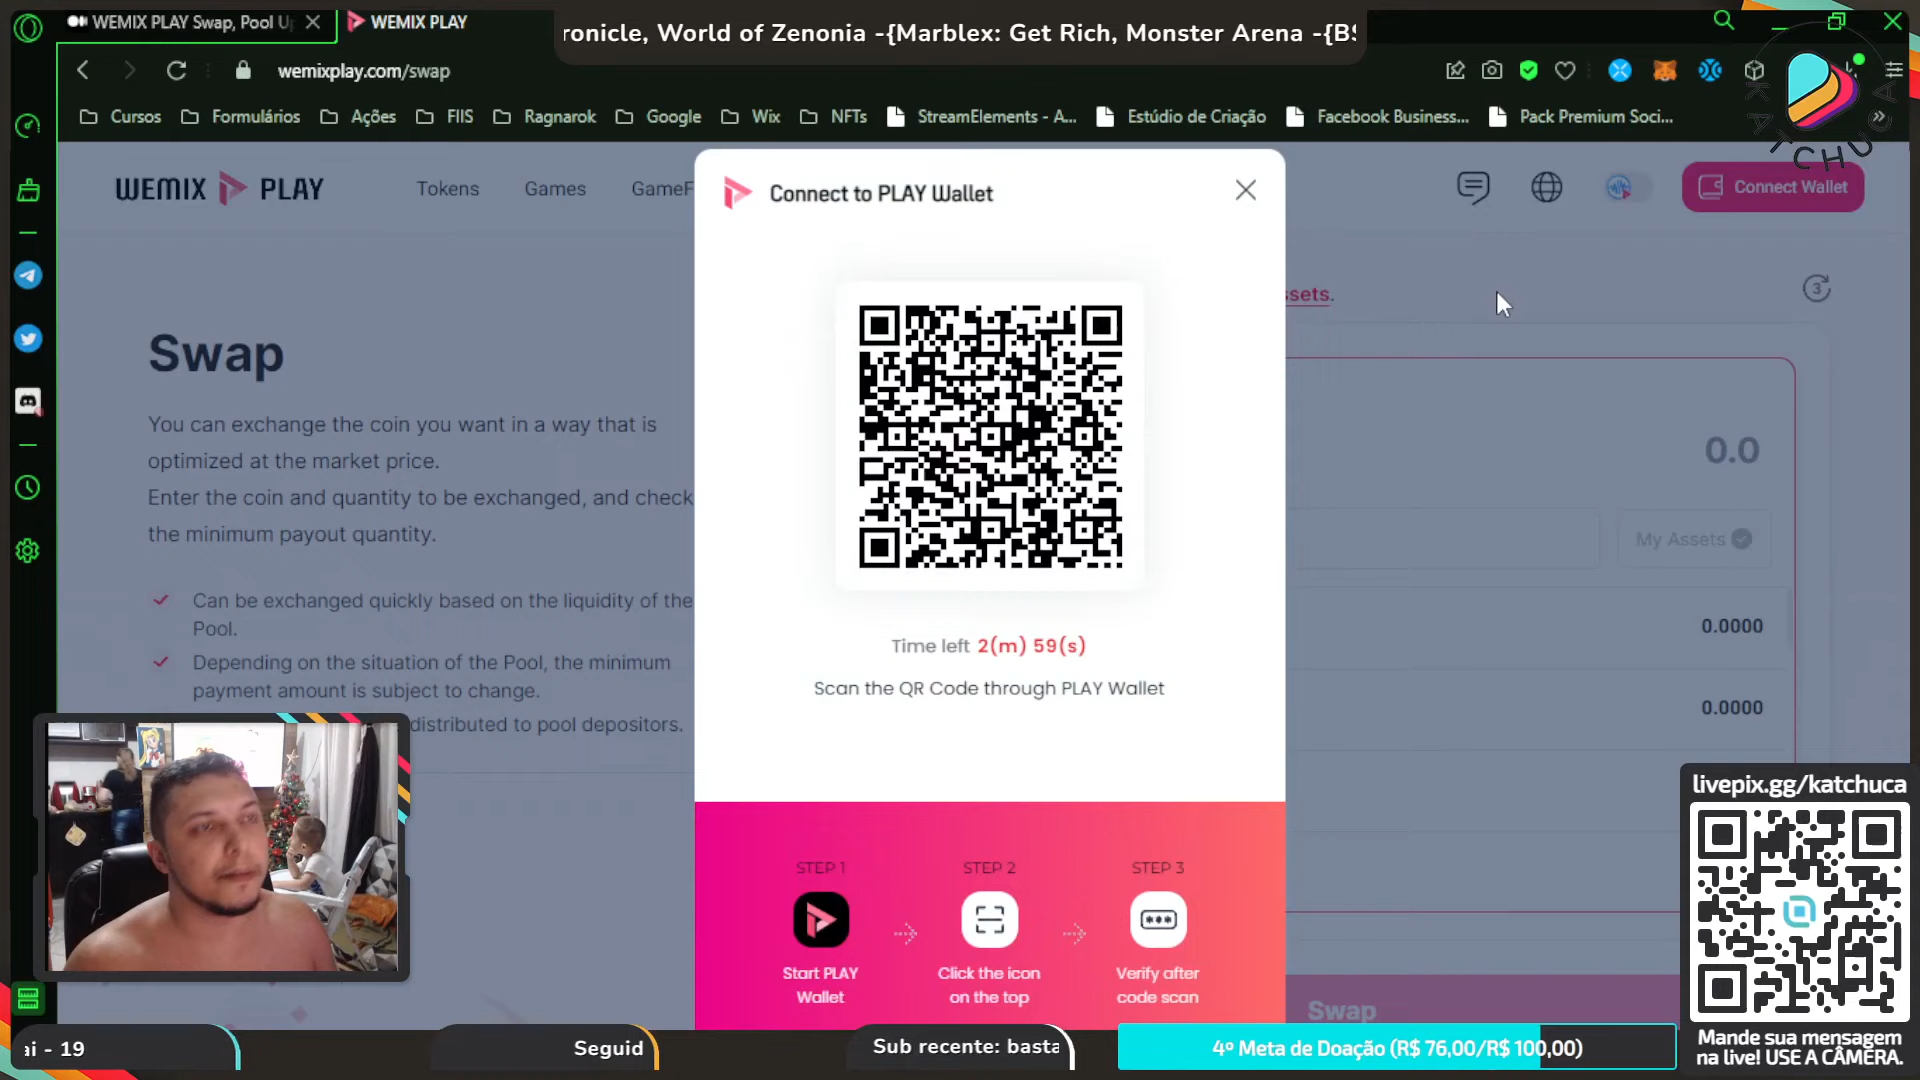 WEMIX PLAY Swap, Pool Up
WEMIX PLAY
ronicle, World of Zenonia -{Marblex: Get Rich, Monster Arena -{BS
wemixplay.com/swap
Cursos
Formulários
Ações
FIIS
Ragnarok
Google
Wix
NFTs
StreamElements - A...
Estúdio de Criação
Facebook Business...
Pack Premium Soci...
KATCHUCA
WEMIX PLAY
Tokens
Games
GameF
Connect Wallet
Connect to PLAY Wallet
ssets.
3
Swap
You can exchange the coin you want in a way that is
optimized at the market price.
Enter the coin and quantity to be exchanged, and check
the minimum payout quantity.
Can be exchanged quickly based on the liquidity of the
Pool.
Depending on the situation of the Pool, the minimum
payment amount is subject to change.
distributed to pool depositors.
0.0
My Assets
0.0000
0.0000
Time left 2(m) 59(s)
Scan the QR Code through PLAY Wallet
STEP 1
STEP 2
STEP 3
Start PLAY
Wallet
Click the icon
on the top
Verify after
code scan
Swap
livepix.gg/katchuca
Mande sua mensagem
na live! USE A CÂMERA.
ai - 19
Seguid
Sub recente: basta
4º Meta de Doação (R$ 76,00/R$ 100,00)